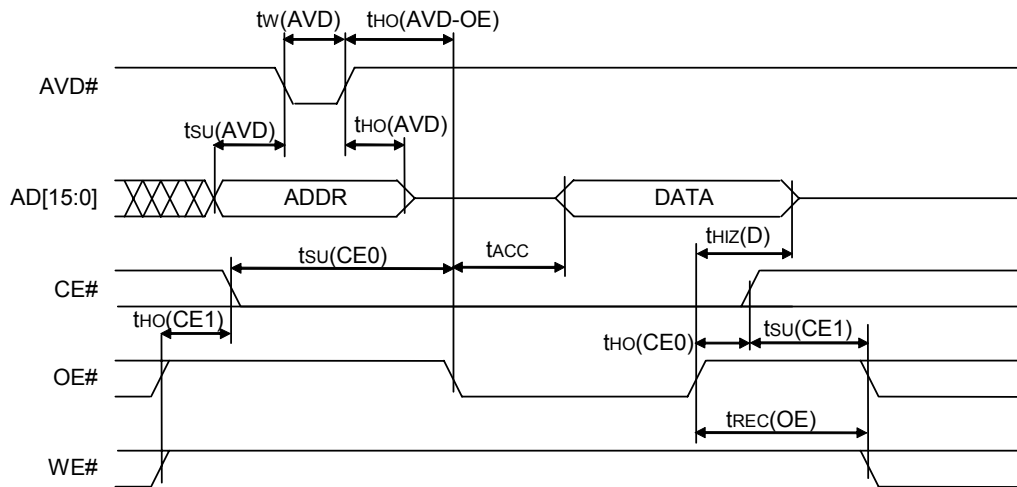 tW(AVD) tHO(AVD-OE)
AVD#
tSU(AVD) tHO(AVD)
AD[15:0] ADDR DATA
tHIZ(D)
tSU(CE0) tACC
CE#
tHO(CE1)
tHO(CE0) tSU(CE1)
OE#
tREC(OE)
WE#